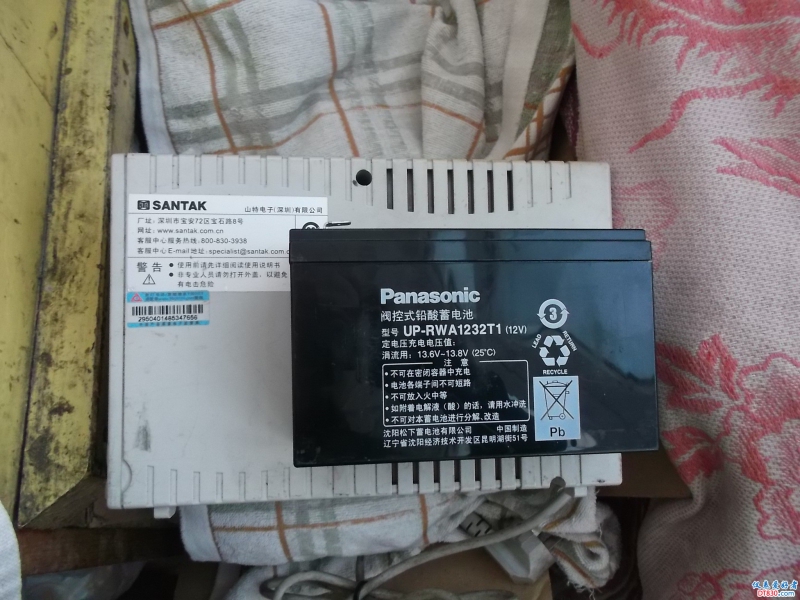 SANTAK
山特电子(深圳)有限公司
厂址: 深圳市宝安72区宝石路8号
网址: www.santak.com.cn
客服中心服务热线: 800-830-3938
客服中心E-mail地址: specialist@santak.com
警告
● 使用前请先详细阅读使用说明书
● 非专业人员请勿打开外盖, 以避免
有电击危险
Panasonic
阀控式铅酸蓄电池
型号 UP-RWA1232T1 (12V)
定电压充电电压值:
涓流用: 13.6V~13.8V (25℃)
注 意
• 不可在密闭容器中充电
• 电池各端子间不可短路
• 不可放入火中等
• 如附着电解液(酸)的话, 请用水冲洗
• 不可对本蓄电池进行分解、改造
沈阳松下蓄电池有限公司 中国制造
辽宁省沈阳经济技术开发区昆明湖街51号
3
LEAD
RETURN
RECYCLE
Pb
仪表爱好者
DT830.com